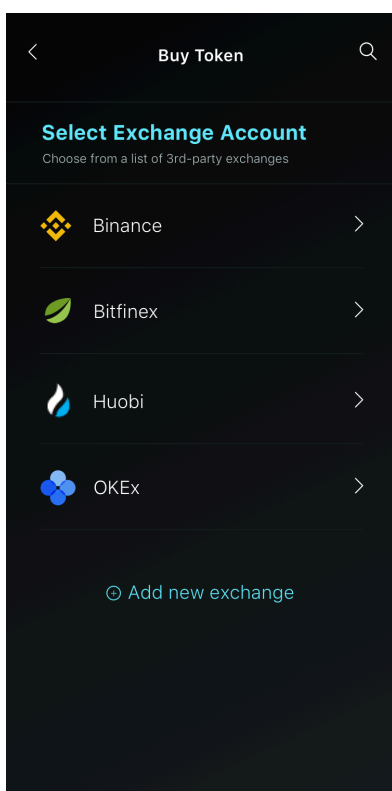 Buy Token
Select Exchange Account
Choose from a list of 3rd-party exchanges
Binance
Bitfinex
Huobi
OKEx
Add new exchange